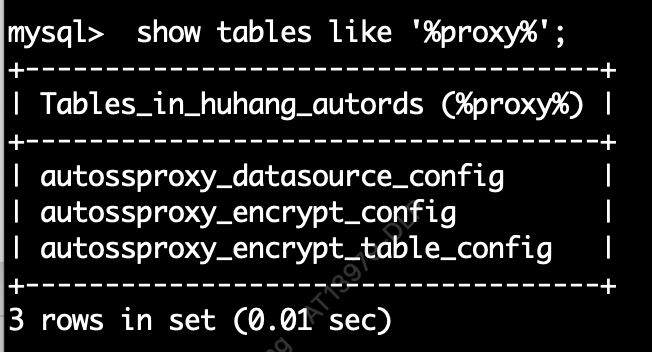 mysql>  show tables like '%proxy%';
+------------------------------------+
| Tables_in_huhang_autords (%proxy%) |
+------------------------------------+
| autossproxy_datasource_config      |
| autossproxy_encrypt_config         |
| autossproxy_encrypt_table_config   |
+------------------------------------+
3 rows in set (0.01 sec)